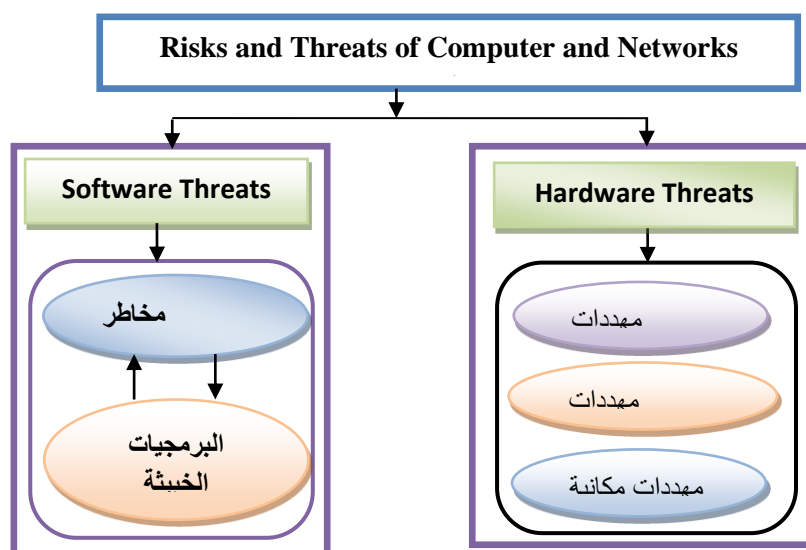 Risks and Threats of Computer and Networks
Software Threats
مخاطر
البرمجيات
الخبيثة
Hardware Threats
مهددات
مهددات
مهددات مكانية